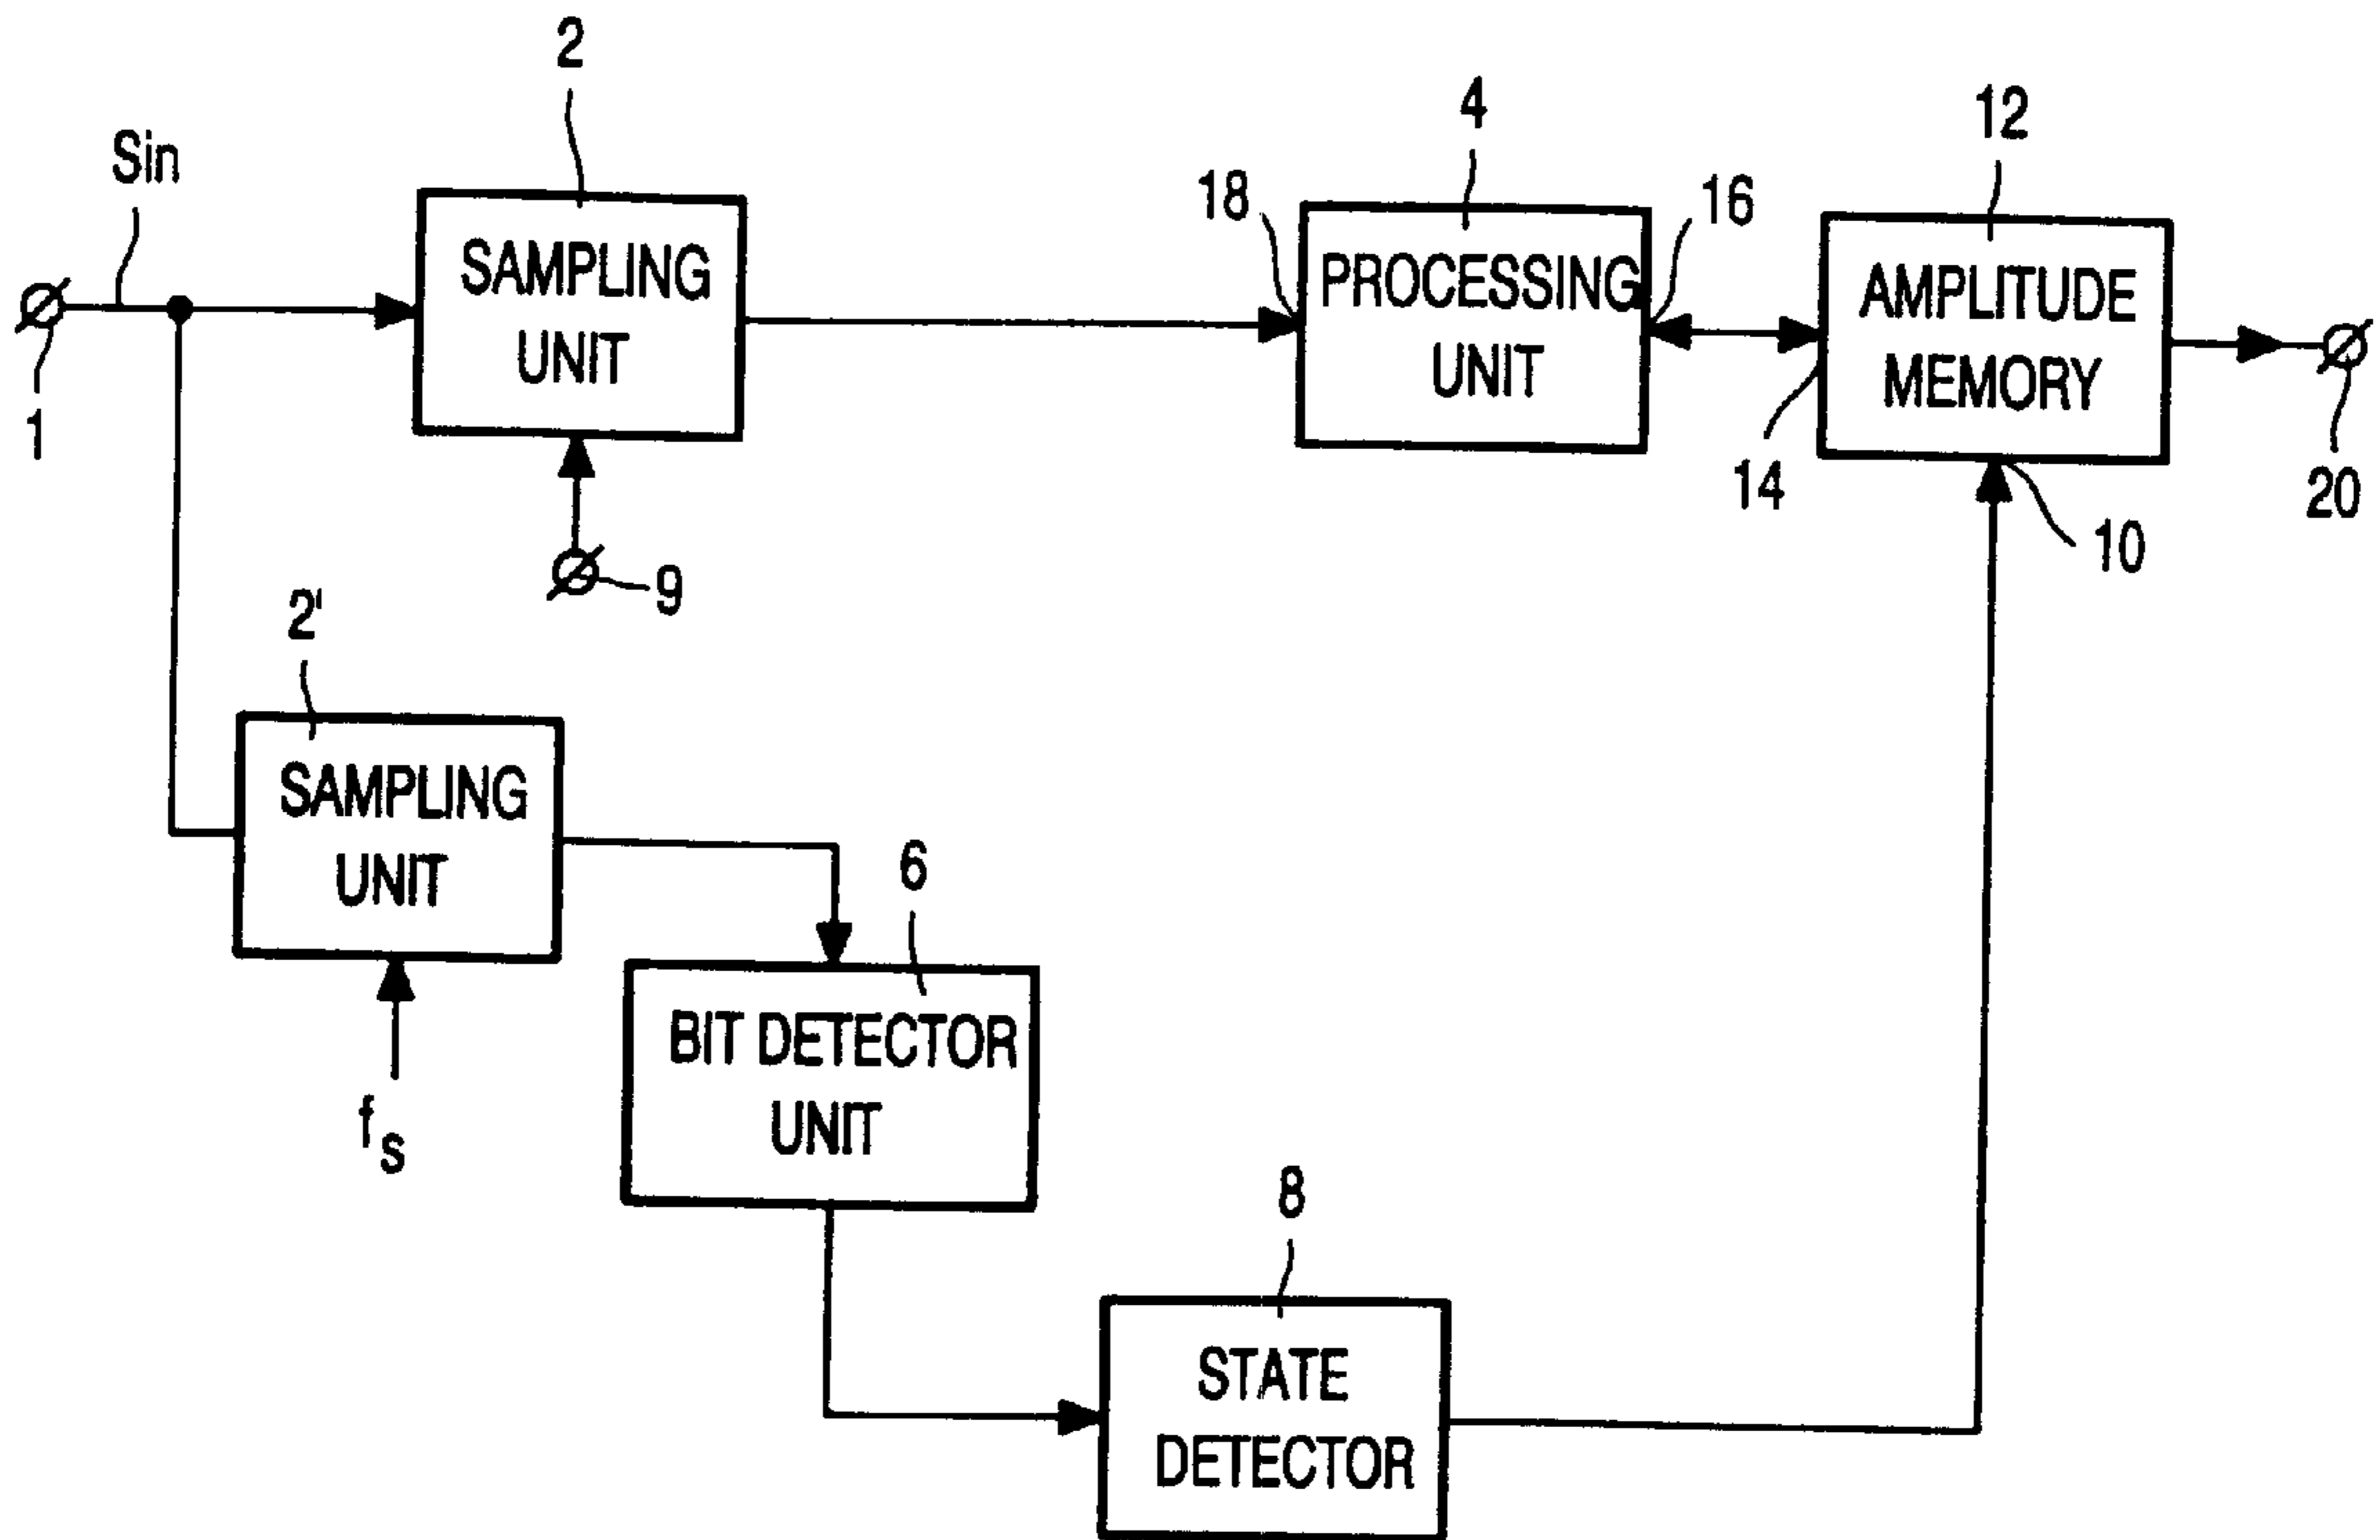 2
4
12
Sin
18
16
SAMPLING
UNIT
PROCESSING
UNIT
AMPLITUDE
MEMORY
1
14
20
10
9
2'
SAMPLING
UNIT
6
fs
BIT DETECTOR
UNIT
8
STATE
DETECTOR